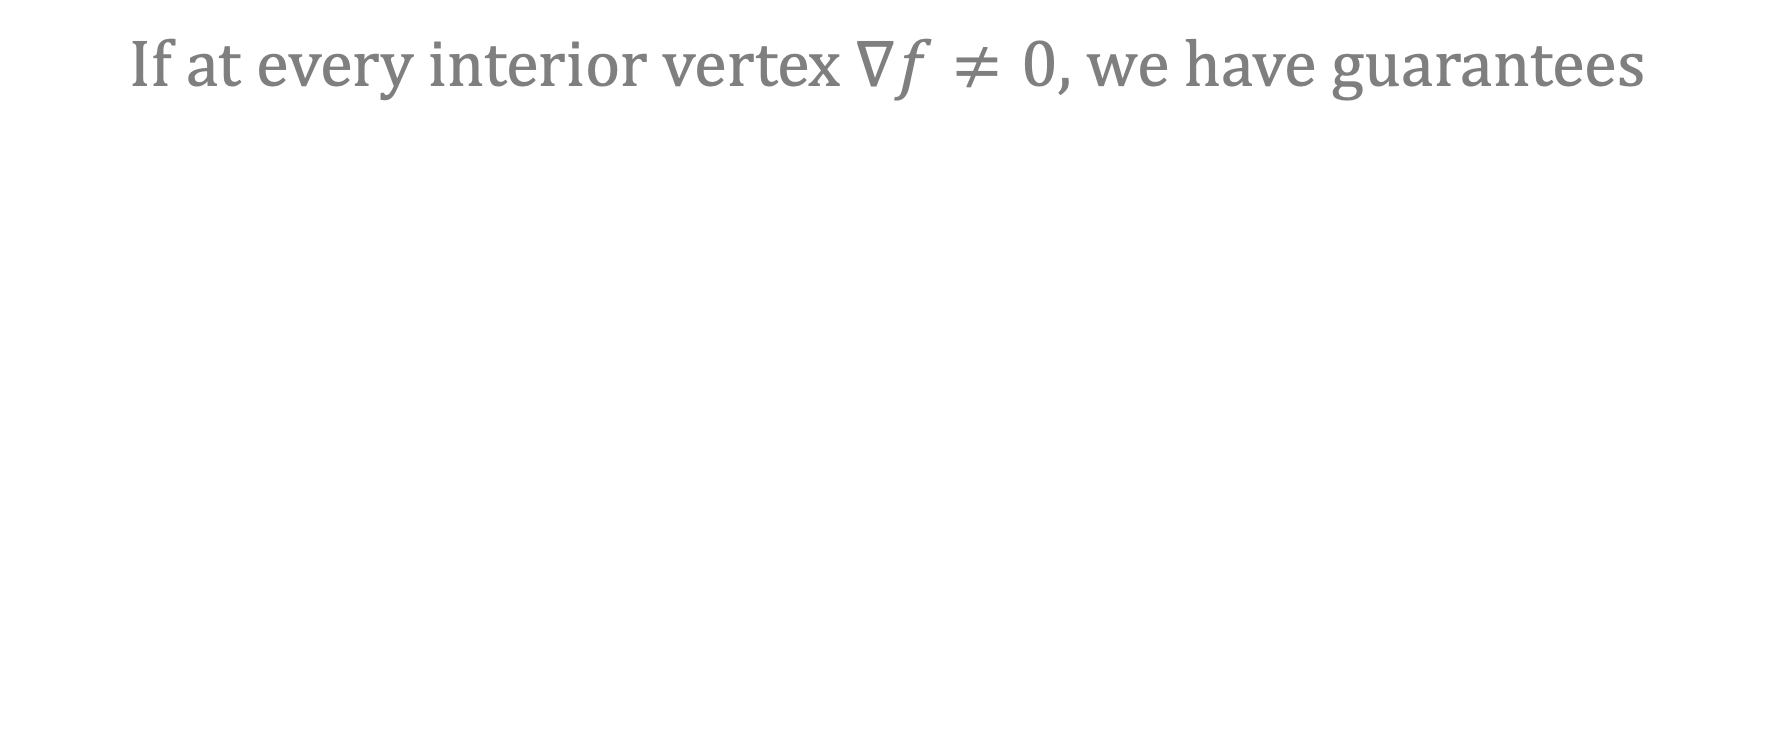 If at every interior vertex ∇f ≠ 0, we have guarantees